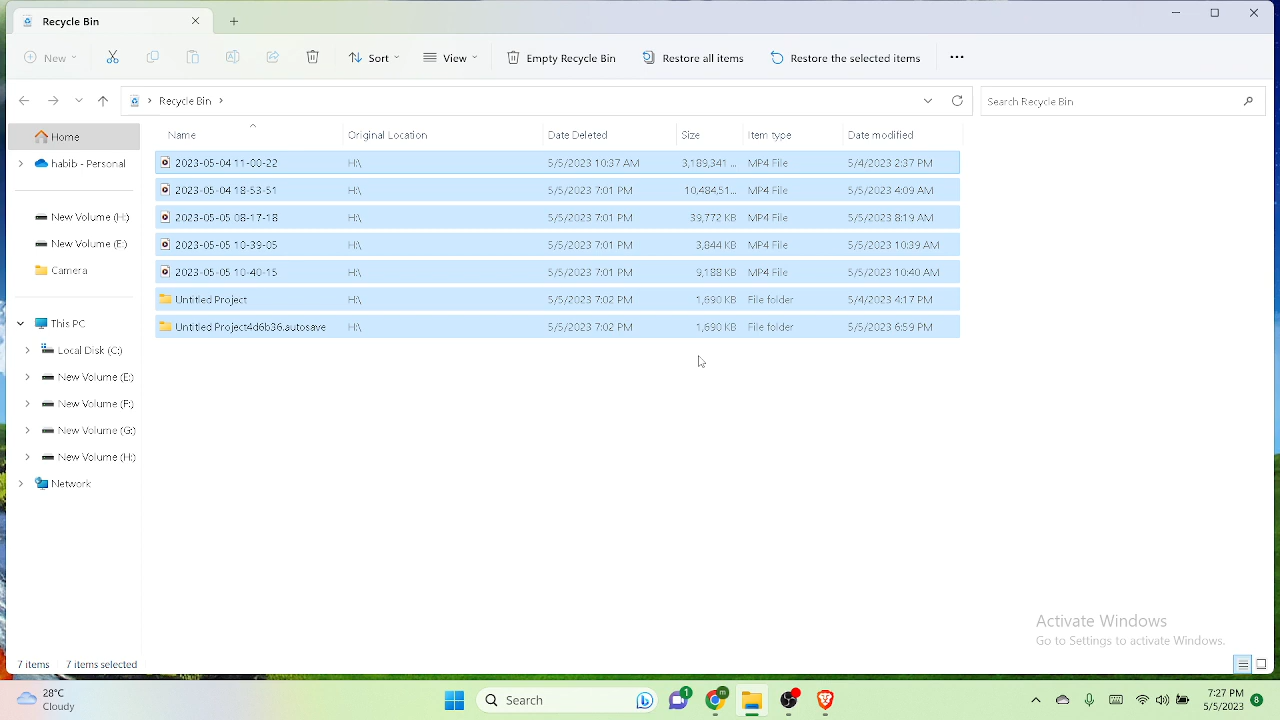 Recycle Bin
New
Sort
View
Empty Recycle Bin
Restore all items
Restore the selected items
Recycle Bin
Search Recycle Bin
Name Original Location Date Deleted Size Item type Date modified
2023-05-04 11-08-22 H:\ 5/5/2023 10:37 AM 3,189,341 ... MP4 File 5/5/2023 2:37 PM
2023-05-04 18-53-51 H:\ 5/5/2023 7:01 PM 10,484,51... MP4 File 5/5/2023 4:09 AM
2023-05-05 08-17-18 H:\ 5/5/2023 7:01 PM 33,772 KB MP4 File 5/5/2023 8:19 AM
2023-05-05 10-39-05 H:\ 5/5/2023 7:01 PM 3,844 KB MP4 File 5/5/2023 10:39 AM
2023-05-05 10-40-15 H:\ 5/5/2023 7:01 PM 9,188 KB MP4 File 5/5/2023 10:40 AM
Untitled Project H:\ 5/5/2023 7:02 PM 1,690 KB File folder 5/5/2023 4:17 PM
Untitled Project4d6b36.autosave H:\ 5/5/2023 7:02 PM 1,690 KB File folder 5/5/2023 6:59 PM
Home
habib - Personal
New Volume (H:)
New Volume (E:)
Camera
This PC
Local Disk (C:)
New Volume (E:)
New Volume (F:)
New Volume (G:)
New Volume (H:)
Network
Activate Windows
Go to Settings to activate Windows.
7 items 7 items selected
28°C
Cloudy
Search
1
m
7:27 PM
5/5/2023
8